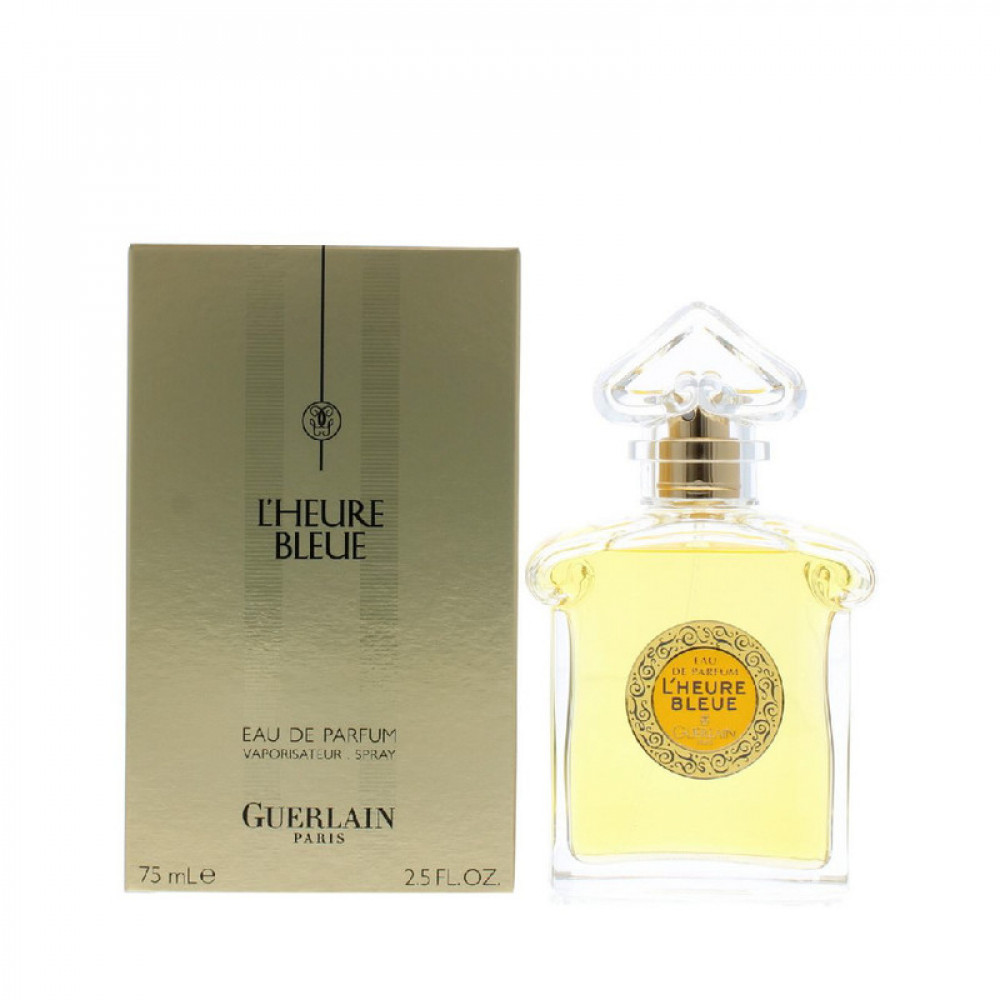 L'HEURE
BLEUE
EAU DE PARFUM
VAPORISATEUR . SPRAY
GUERLAIN
PARIS
75 mL℮
2.5 FL.OZ.
EAU
DE PARFUM
L'HEURE
BLEUE
GUERLAIN